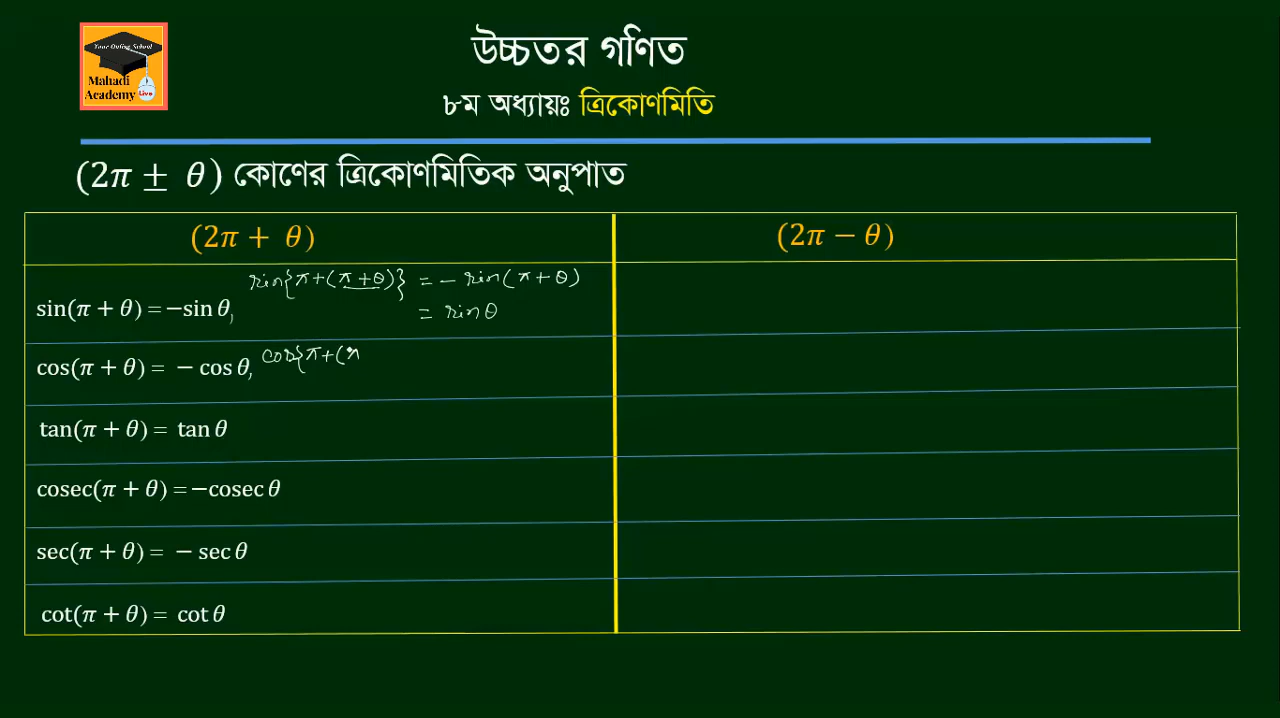 Your Online School
Mahadi
Academy Live
উচ্চতর গণিত
৮ম অধ্যায়ঃ ত্রিকোণমিতি
(2π ± θ) কোণের ত্রিকোণমিতিক অনুপাত
(2π + θ)
(2π − θ)
sin{π+(π+θ)} = − sin(π+θ)
sin(π + θ) = −sin θ,
= sin θ
cos(π + θ) = − cos θ, cos{π+(π
tan(π + θ) = tan θ
cosec(π + θ) = −cosec θ
sec(π + θ) = − sec θ
cot(π + θ) = cot θ